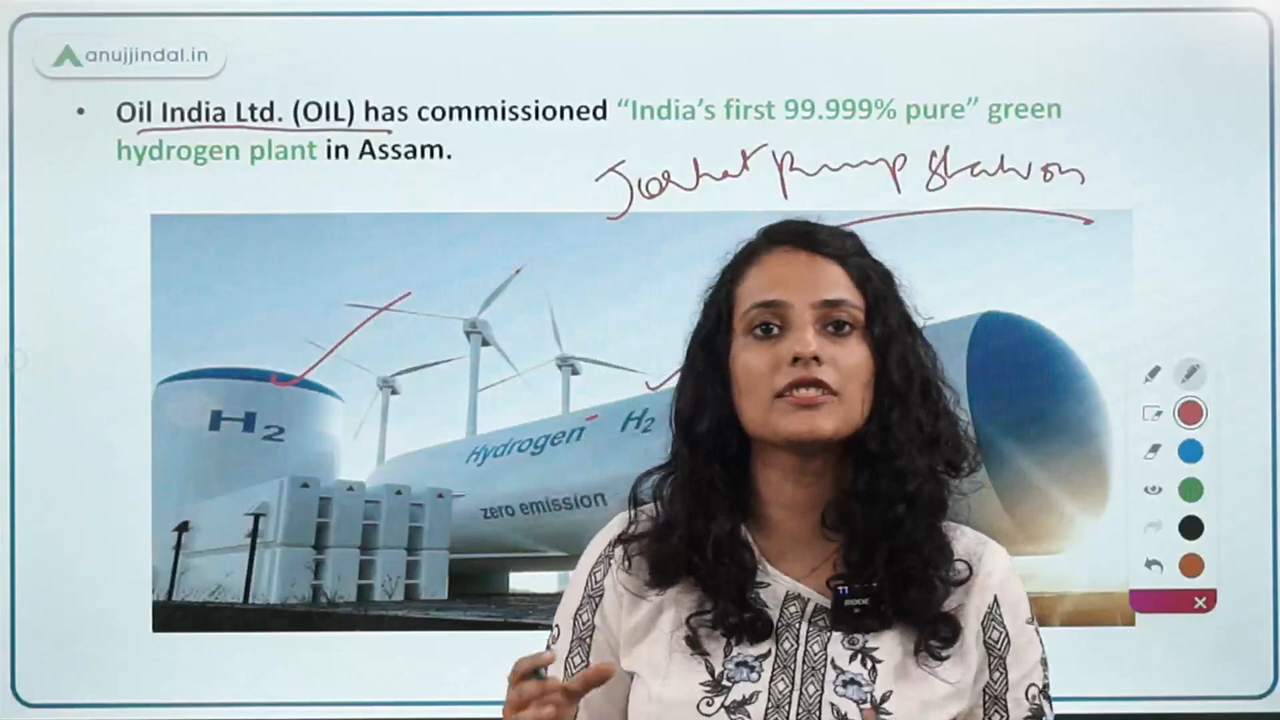 anujjindal.in
• Oil India Ltd. (OIL) has commissioned “India’s first 99.999% pure” green
hydrogen plant in Assam.
Jorhat pump station
H2
Hydrogen H2
zero emission
RODE